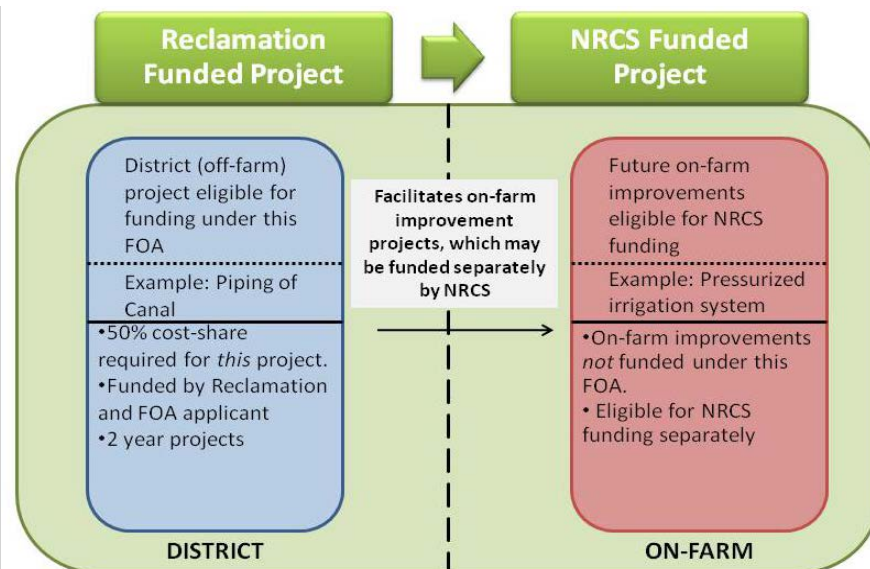 Reclamation
Funded Project
NRCS Funded
Project
District (off-farm)
project eligible for
funding under this
FOA
Example: Piping of
Canal
•50% cost-share
required for this project.
•Funded by Reclamation
and FOA applicant
•2 year projects
DISTRICT
Facilitates on-farm
improvement
projects, which may
be funded separately
by NRCS
Future on-farm
improvements
eligible for NRCS
funding
Example: Pressurized
irrigation system
•On-farm improvements
not funded under this
FOA.
• Eligible for NRCS
funding separately
ON-FARM